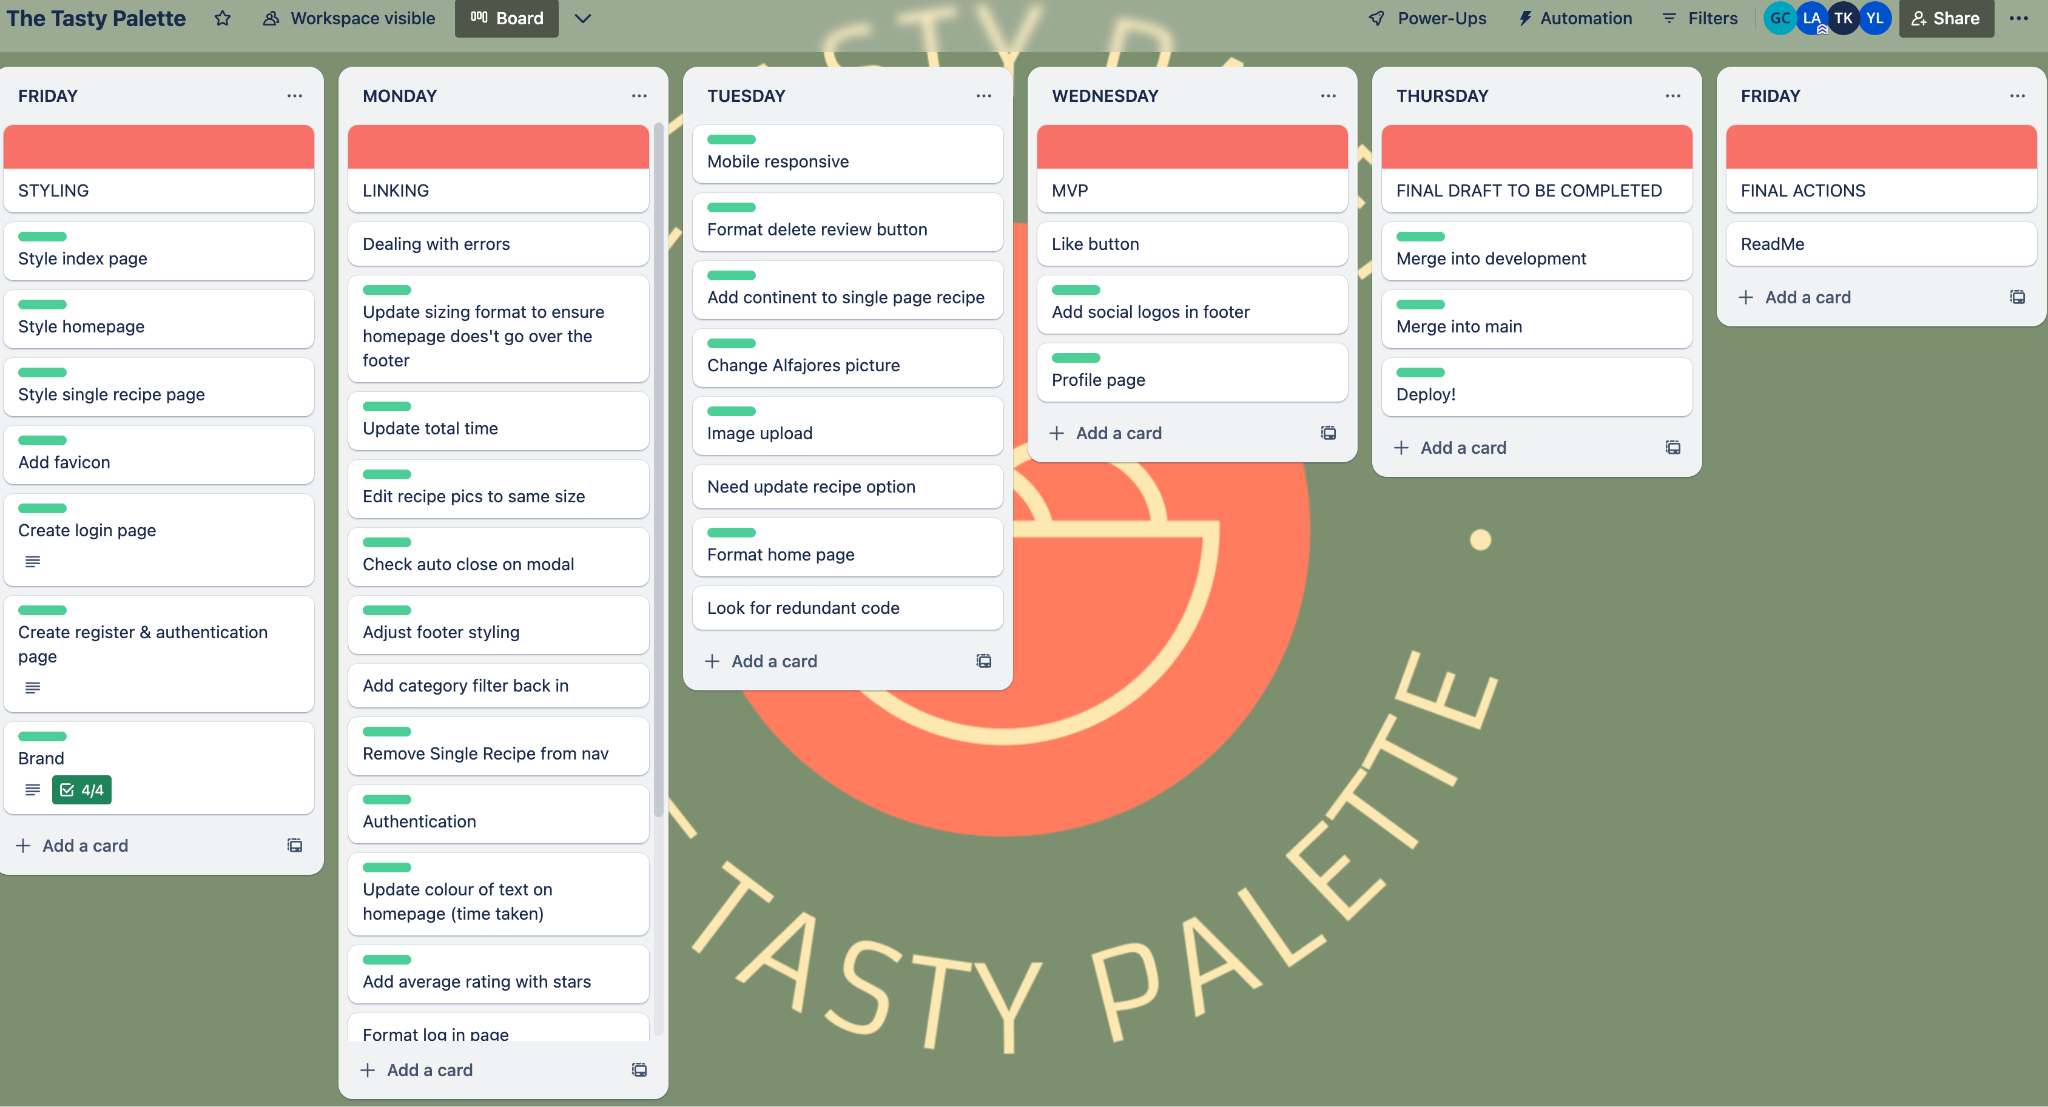 The Tasty Palette
Workspace visible
Board
Power-Ups
Automation
Filters
GC
LA
TK
YL
Share
FRIDAY
STYLING
Style index page
Style homepage
Style single recipe page
Add favicon
Create login page
Create register & authentication
page
Brand
4/4
+ Add a card
MONDAY
LINKING
Dealing with errors
Update sizing format to ensure
homepage does't go over the
footer
Update total time
Edit recipe pics to same size
Check auto close on modal
Adjust footer styling
Add category filter back in
Remove Single Recipe from nav
Authentication
Update colour of text on
homepage (time taken)
Add average rating with stars
Format log in page
+ Add a card
TUESDAY
Mobile responsive
Format delete review button
Add continent to single page recipe
Change Alfajores picture
Image upload
Need update recipe option
Format home page
Look for redundant code
+ Add a card
WEDNESDAY
MVP
Like button
Add social logos in footer
Profile page
+ Add a card
THURSDAY
FINAL DRAFT TO BE COMPLETED
Merge into development
Merge into main
Deploy!
+ Add a card
FRIDAY
FINAL ACTIONS
ReadMe
+ Add a card
TASTY PALETTE